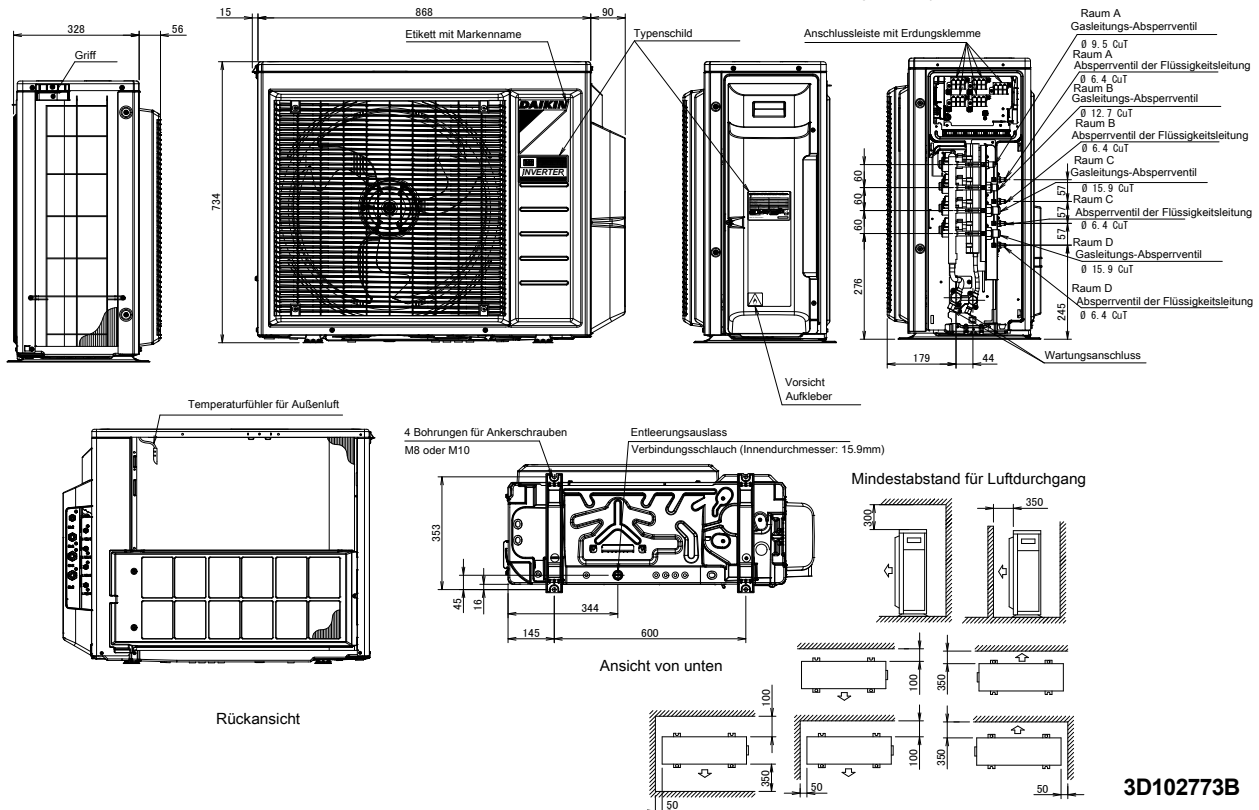 328
56
Griff
15
868
90
Etikett mit Markenname
Typenschild
734
DAIKIN
INVERTER
Vorsicht
Aufkleber
Anschlussleiste mit Erdungsklemme
Raum A
Gasleitungs-Absperrventil
Ø 9.5 CuT
Raum A
Absperrventil der Flüssigkeitsleitung
Ø 6.4 CuT
Raum B
Gasleitungs-Absperrventil
Ø 12.7 CuT
Raum B
Absperrventil der Flüssigkeitsleitung
Ø 6.4 CuT
Raum C
Gasleitungs-Absperrventil
Ø 15.9 CuT
Raum C
Absperrventil der Flüssigkeitsleitung
Ø 6.4 CuT
Raum D
Gasleitungs-Absperrventil
Ø 15.9 CuT
Raum D
Absperrventil der Flüssigkeitsleitung
Ø 6.4 CuT
60
60
60
276
57
57
57
245
179
44
Wartungsanschluss
Temperaturfühler für Außenluft
Rückansicht
4 Bohrungen für Ankerschrauben
M8 oder M10
Entleerungsauslass
Verbindungsschlauch (Innendurchmesser: 15.9mm)
353
45
16
344
145
600
Ansicht von unten
Mindestabstand für Luftdurchgang
300
350
100
350
100
350
50
100
50
350
50
3D102773B